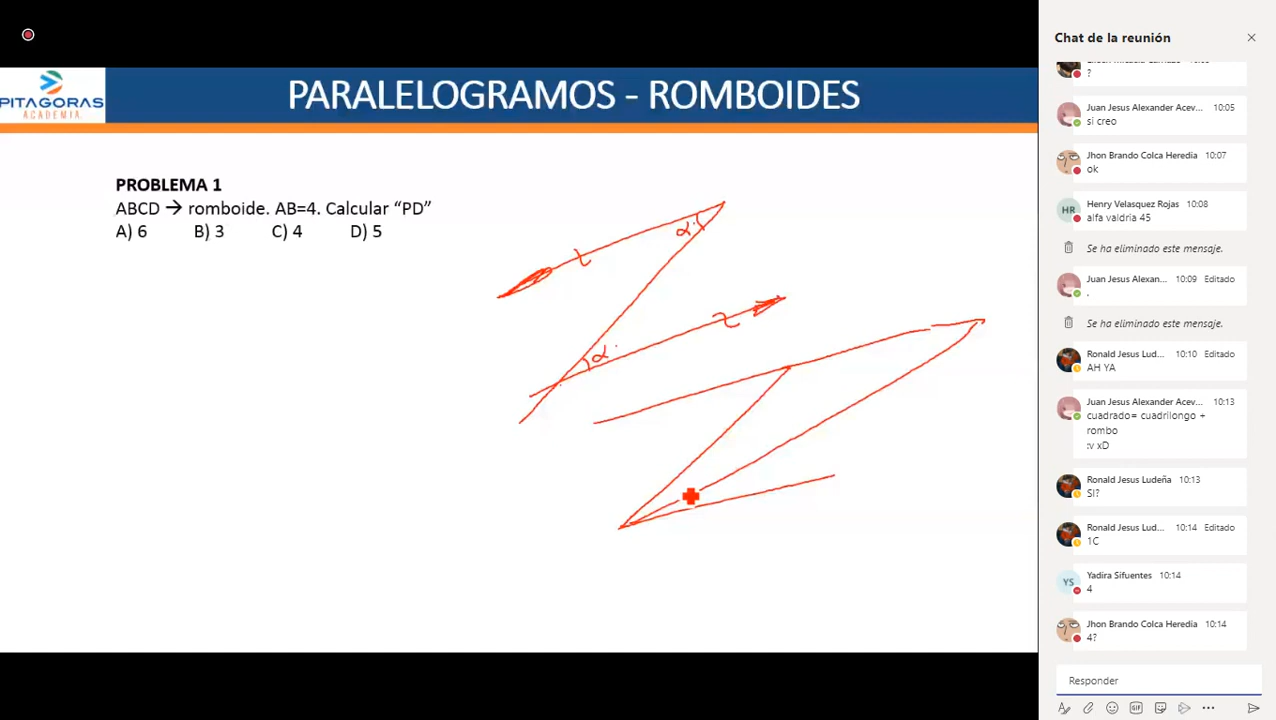 PITAGORAS
ACADEMIA
PARALELOGRAMOS - ROMBOIDES
PROBLEMA 1
ABCD → romboide. AB=4. Calcular “PD”
A) 6 B) 3 C) 4 D) 5
α
α
Chat de la reunión
?
Juan Jesus Alexander Acev... 10:05
si creo
Jhon Brando Colca Heredia 10:07
ok
HR
Henry Velasquez Rojas 10:08
alfa valdria 45
Se ha eliminado este mensaje.
Juan Jesus Alexan... 10:09 Editado
.
Se ha eliminado este mensaje.
Ronald Jesus Lud... 10:10 Editado
AH YA
Juan Jesus Alexander Acev... 10:13
cuadrado= cuadrilongo +
rombo
:v xD
Ronald Jesus Ludeña 10:13
SI?
Ronald Jesus Lud... 10:14 Editado
1C
YS
Yadira Sifuentes 10:14
4
Jhon Brando Colca Heredia 10:14
4?
Responder
GIF